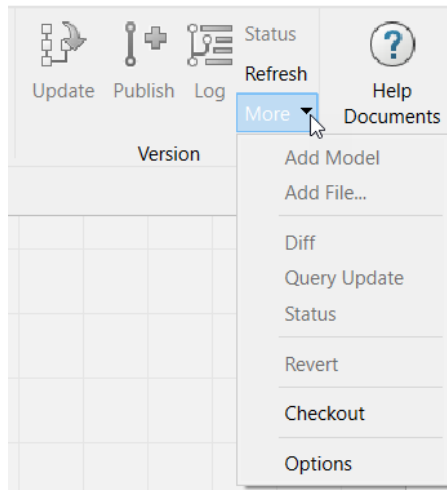 Status
Refresh
Update Publish Log More Help
Documents
Version
Add Model
Add File...
Diff
Query Update
Status
Revert
Checkout
Options